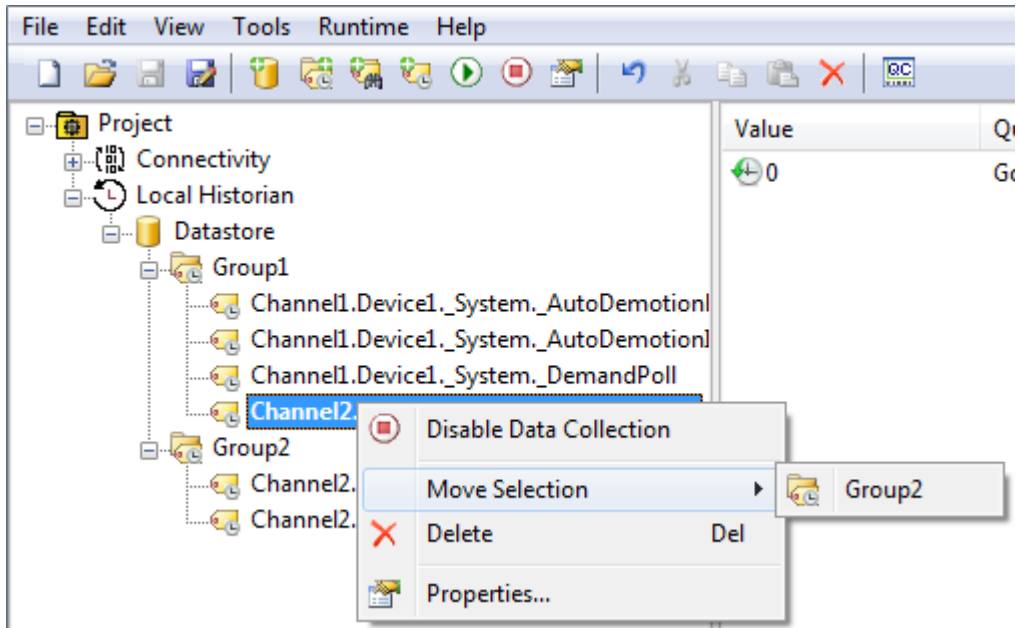 File Edit View Tools Runtime Help
QC
Project
Value
Connectivity
0
Local Historian
Datastore
Group1
Channel1.Device1._System._AutoDemotion
Channel1.Device1._System._AutoDemotion
Channel1.Device1._System._DemandPoll
Channel2.
Disable Data Collection
Group2
Channel2.
Move Selection
Group2
Channel2.
Delete Del
Properties...